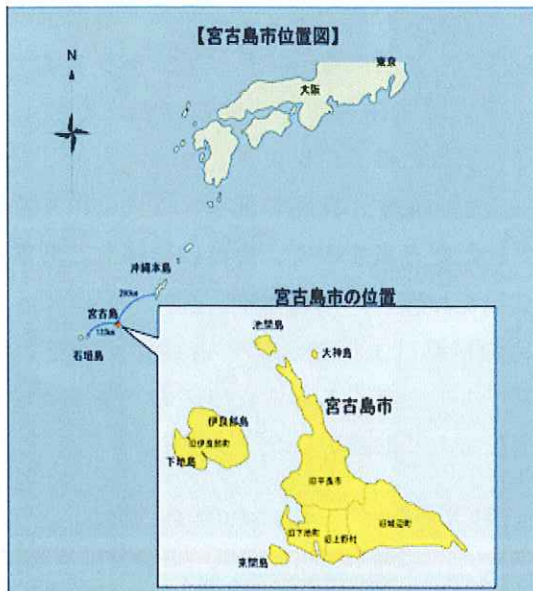 【宮古島市位置図】
N
東京
大阪
沖縄本島
290km
宮古島
133km
石垣島
宮古島市の位置
池間島
大神島
宮古島市
伊良部島
旧伊良部町
下地島
旧平良市
旧城辺町
旧下地町
旧上野村
来間島